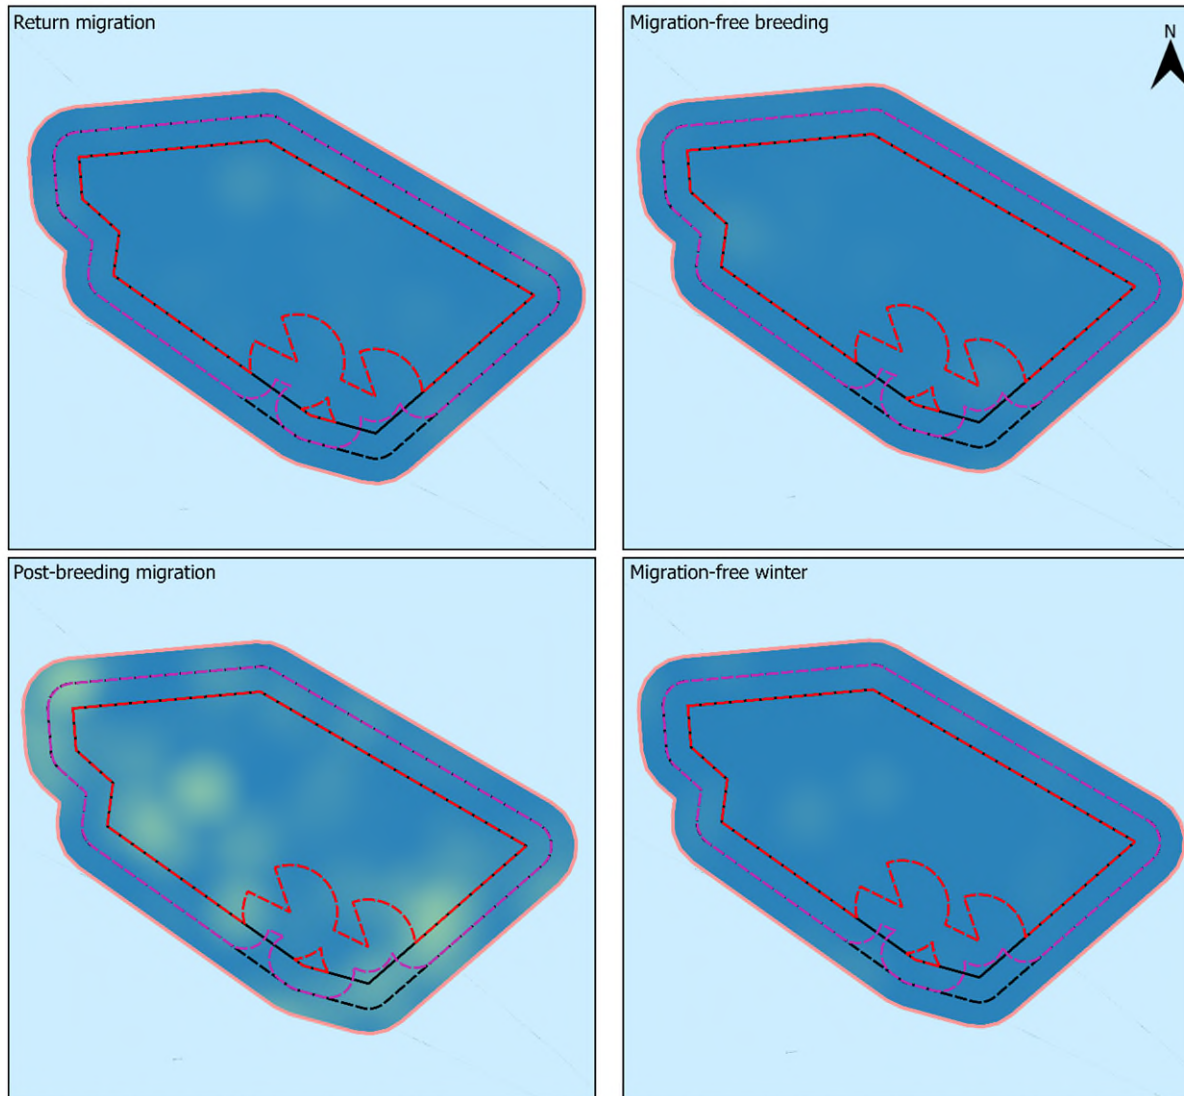 Return migration
Migration-free breeding
N
Post-breeding migration
Migration-free winter